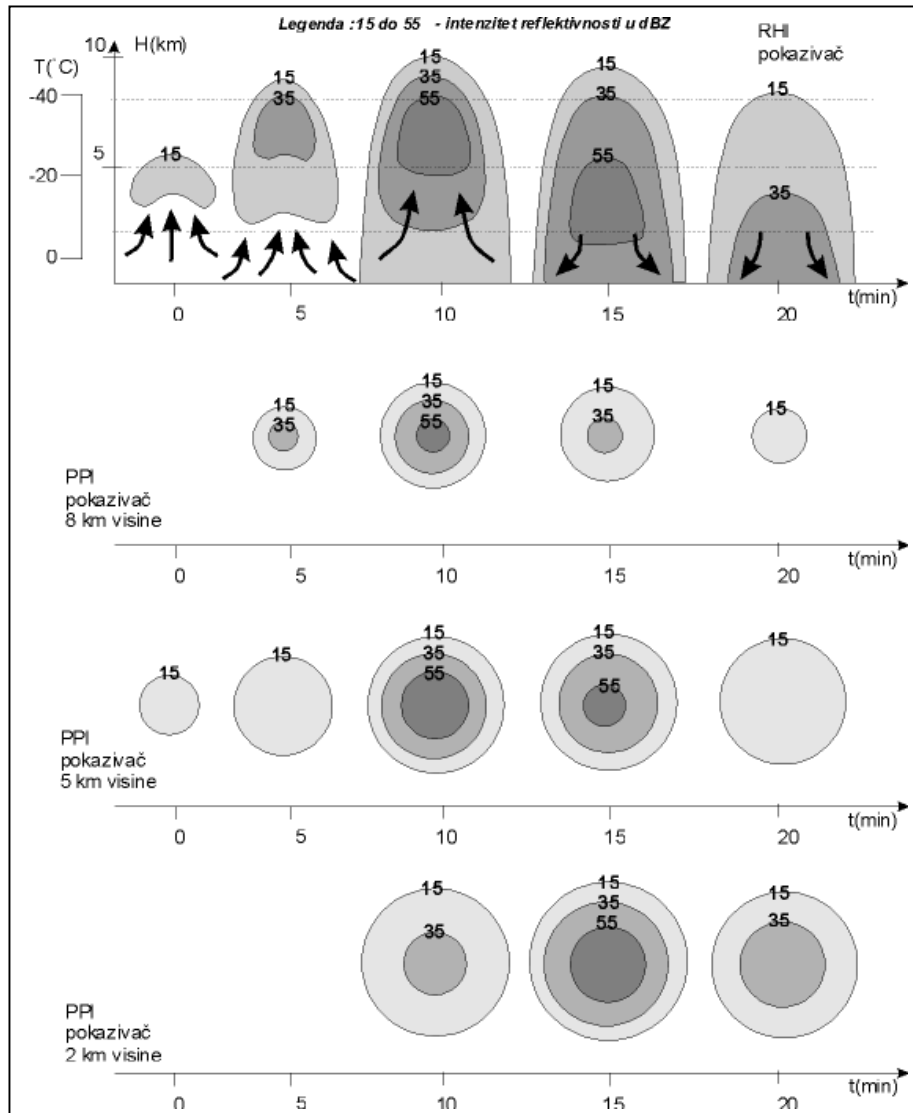 Legenda :15 do 55 - intenzitet reflektivnosti u dBZ
RHI
pokazivač
10 H(km)
T(°C)
-40
5
-20
0
15
15
35
15
35
55
15
35
55
15
35
0 5 10 15 20
t(min)
15
35
15
35
55
15
35
15
PPI
pokazivač
8 km visine
t(min)
0 5 10 15 20
15
15
15
35
55
15
35
55
15
PPI
pokazivač
5 km visine
t(min)
0 5 10 15 20
15
35
15
35
55
15
35
PPI
pokazivač
2 km visine
t(min)
0 5 10 15 20